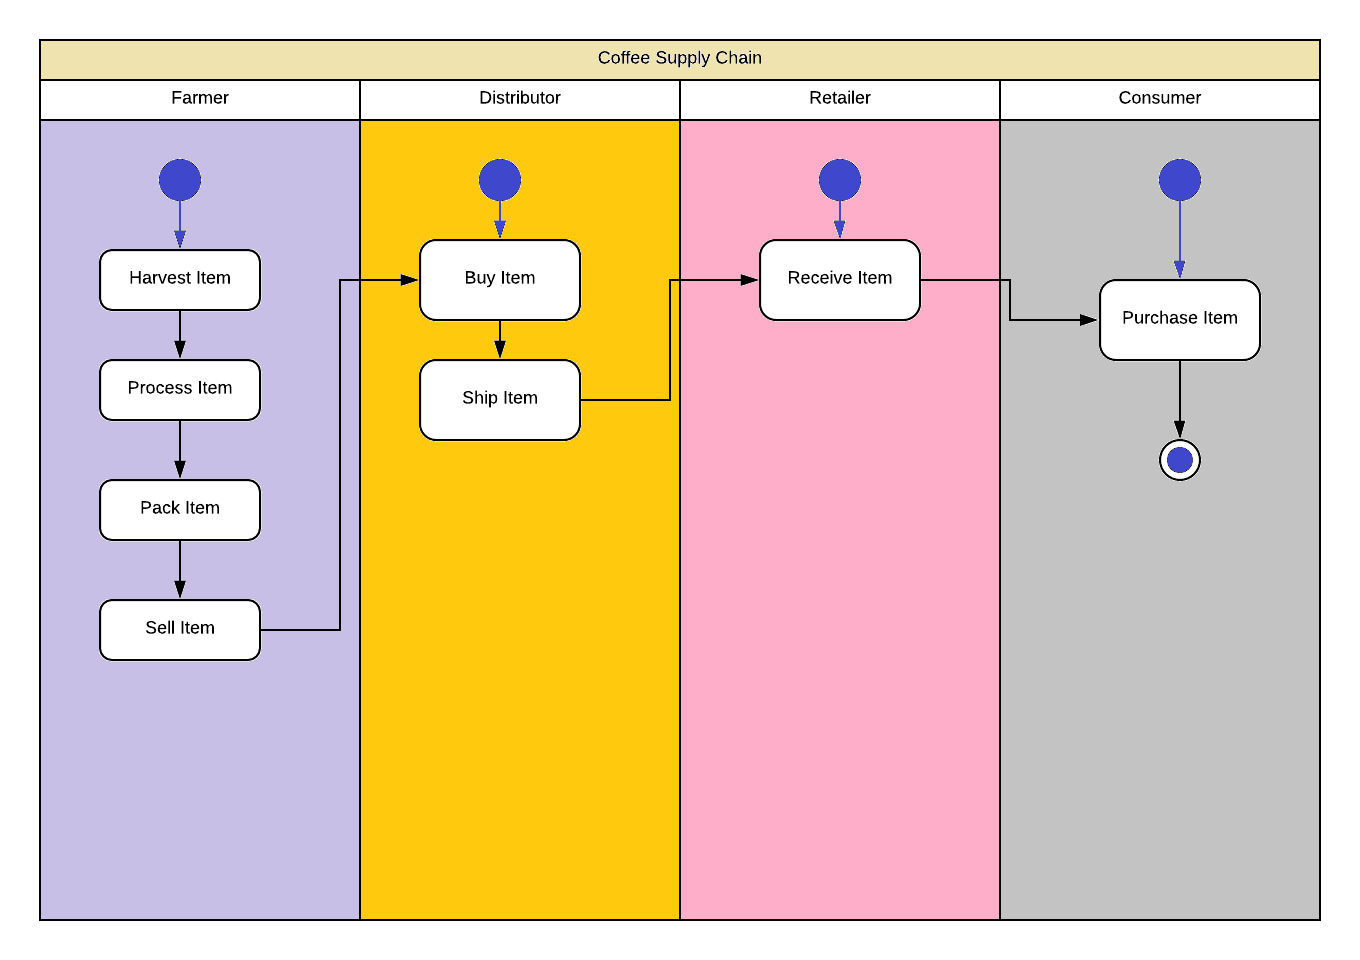 Coffee Supply Chain
Farmer
Distributor
Retailer
Consumer
Harvest Item
Process Item
Pack Item
Sell Item
Buy Item
Ship Item
Receive Item
Purchase Item